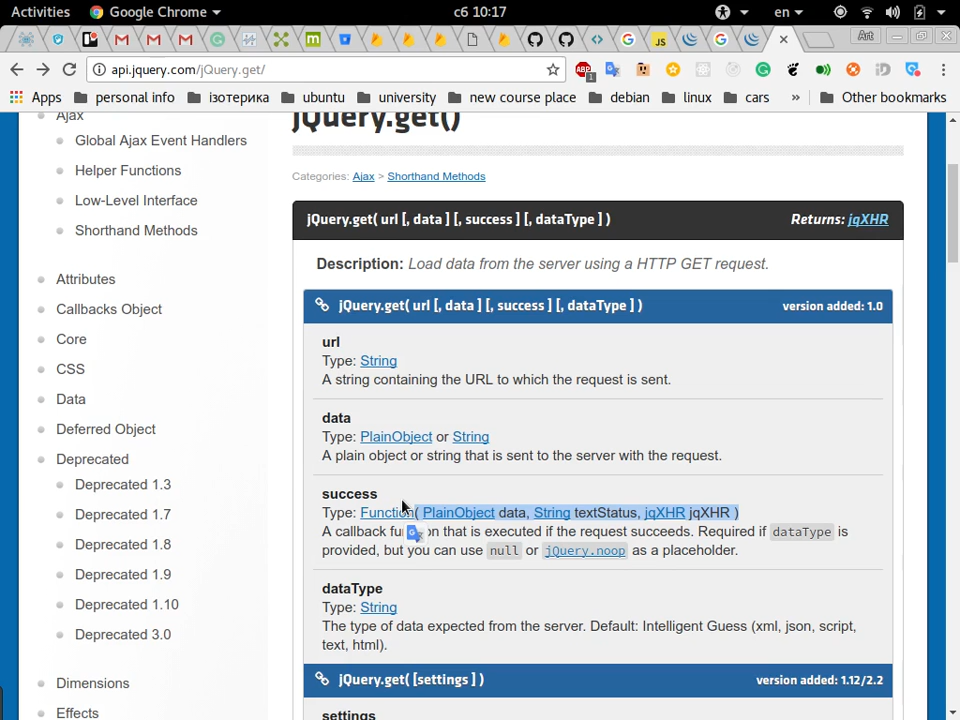 Activities Google Chrome сб 10:17 en
Art
api.jquery.com/jQuery.get/
Apps personal info ізотерика ubuntu university new course place debian linux cars » Other bookmarks
Ajax
Global Ajax Event Handlers
Helper Functions
Low-Level Interface
Shorthand Methods
Attributes
Callbacks Object
Core
CSS
Data
Deferred Object
Deprecated
Deprecated 1.3
Deprecated 1.7
Deprecated 1.8
Deprecated 1.9
Deprecated 1.10
Deprecated 3.0
Dimensions
Effects
jQuery.get()
Categories: Ajax > Shorthand Methods
jQuery.get( url [, data ] [, success ] [, dataType ] ) Returns: jqXHR
Description: Load data from the server using a HTTP GET request.
jQuery.get( url [, data ] [, success ] [, dataType ] ) version added: 1.0
url
Type: String
A string containing the URL to which the request is sent.
data
Type: PlainObject or String
A plain object or string that is sent to the server with the request.
success
Type: Function( PlainObject data, String textStatus, jqXHR jqXHR )
A callback function that is executed if the request succeeds. Required if dataType is
provided, but you can use null or jQuery.noop as a placeholder.
dataType
Type: String
The type of data expected from the server. Default: Intelligent Guess (xml, json, script,
text, html).
jQuery.get( [settings ] ) version added: 1.12/2.2
settings